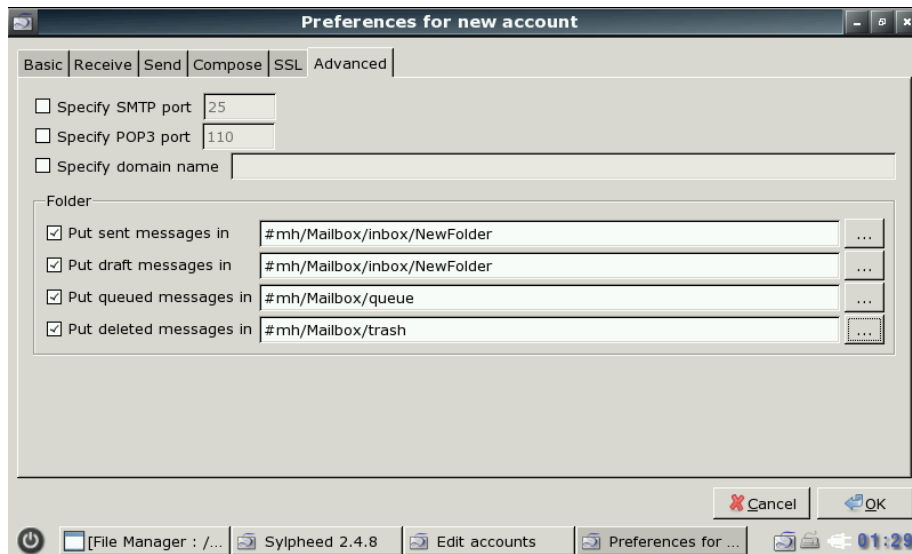 Preferences for new account
Basic Receive Send Compose SSL Advanced
Specify SMTP port 25
Specify POP3 port 110
Specify domain name
Folder
Put sent messages in #mh/Mailbox/inbox/NewFolder ...
Put draft messages in #mh/Mailbox/inbox/NewFolder ...
Put queued messages in #mh/Mailbox/queue ...
Put deleted messages in #mh/Mailbox/trash ...
Cancel OK
[File Manager : /... Sylpheed 2.4.8 Edit accounts Preferences for ... 01:29